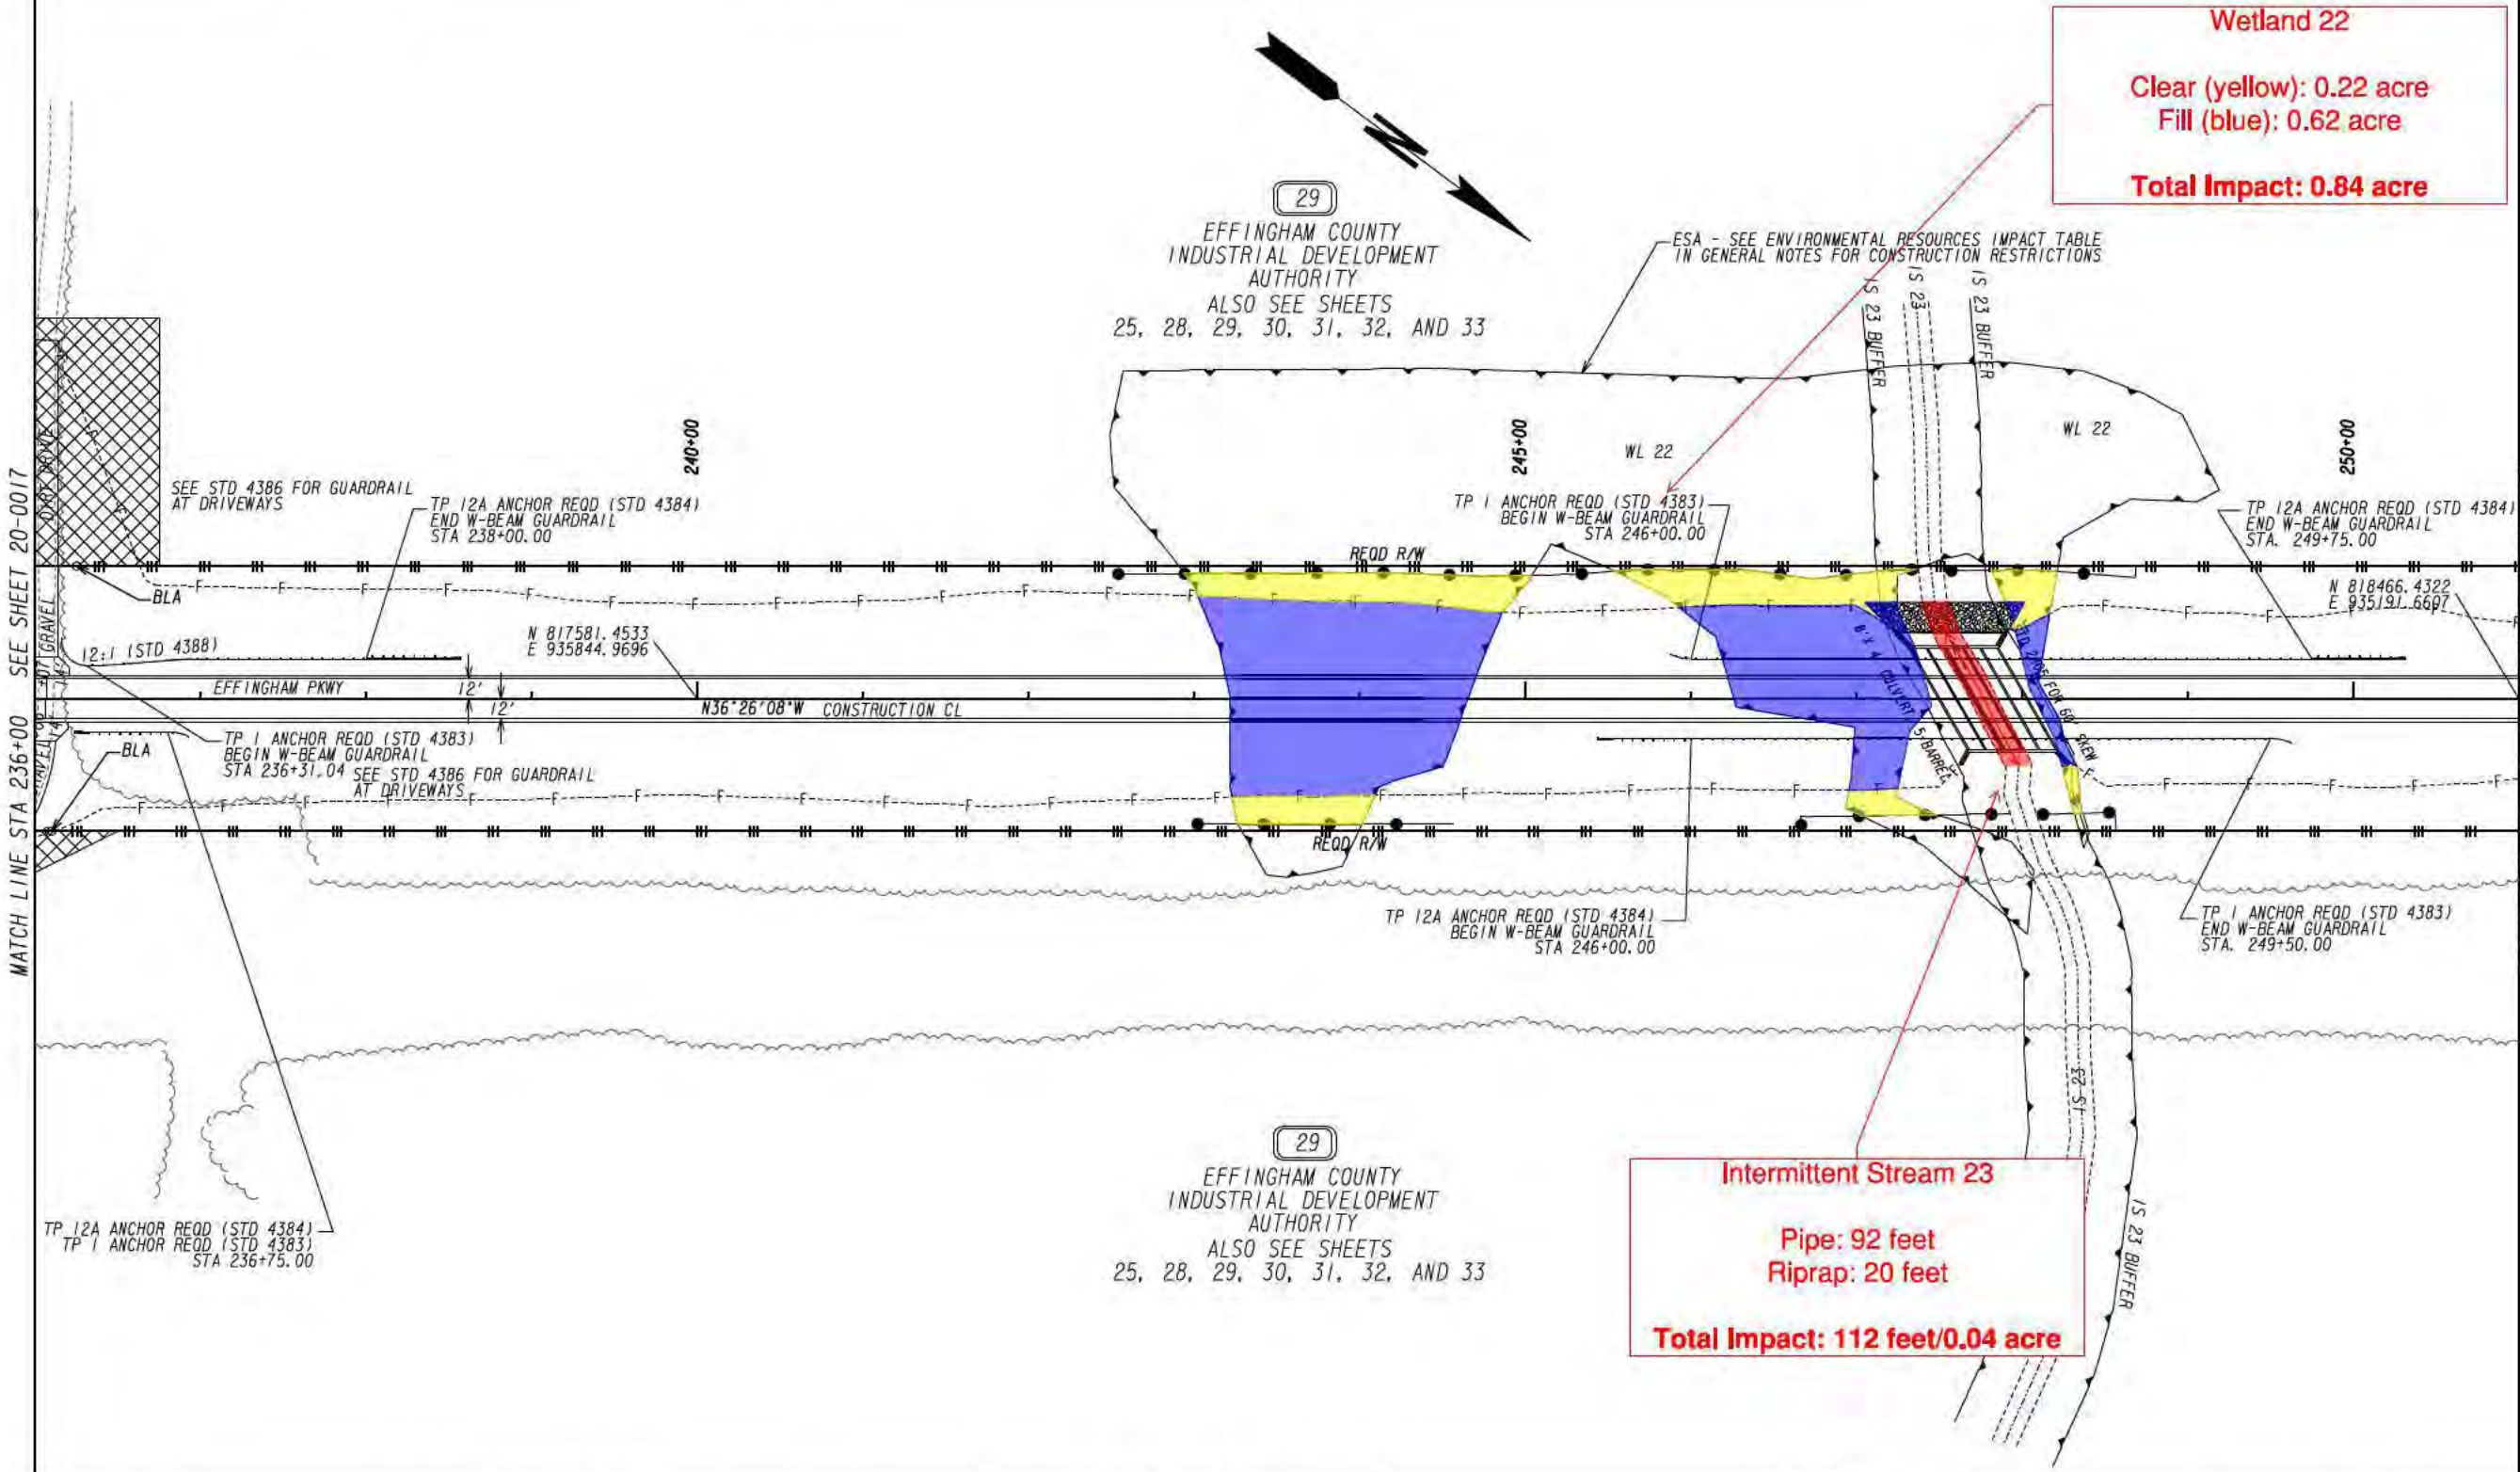 Wetland 22
Clear (yellow): 0.22 acre
Fill (blue): 0.62 acre
Total Impact: 0.84 acre
N
29
EFFINGHAM COUNTY
INDUSTRIAL DEVELOPMENT
AUTHORITY
ALSO SEE SHEETS
25, 28, 29, 30, 31, 32, AND 33
ESA - SEE ENVIRONMENTAL RESOURCES IMPACT TABLE
IN GENERAL NOTES FOR CONSTRUCTION RESTRICTIONS
IS 23 BUFFER
IS 23
IS 23 BUFFER
WL 22
WL 22
240+00
245+00
250+00
MATCH LINE STA 236+00 SEE SHEET 20-0017
DIRT DRIVE
GRAVEL
SEE STD 4386 FOR GUARDRAIL
AT DRIVEWAYS
TP 12A ANCHOR REQD (STD 4384)
END W-BEAM GUARDRAIL
STA 238+00.00
TP 1 ANCHOR REQD (STD 4383)
BEGIN W-BEAM GUARDRAIL
STA 246+00.00
TP 12A ANCHOR REQD (STD 4384)
END W-BEAM GUARDRAIL
STA. 249+75.00
REQD R/W
BLA
N 818466.4322
E 935191.6607
12:1 (STD 4388)
N 817581.4533
E 935844.9696
EFFINGHAM PKWY
12'
12'
N36°26'08"W CONSTRUCTION CL
8' X 4' CULVERT 5-BARREL
FOR 60° SKEW
BLA
TP 1 ANCHOR REQD (STD 4383)
BEGIN W-BEAM GUARDRAIL
STA 236+31.04
SEE STD 4386 FOR GUARDRAIL
AT DRIVEWAYS
F F F F F F F F F F
REQD R/W
TP 12A ANCHOR REQD (STD 4384)
BEGIN W-BEAM GUARDRAIL
STA 246+00.00
TP 1 ANCHOR REQD (STD 4383)
END W-BEAM GUARDRAIL
STA. 249+50.00
IS 23
29
EFFINGHAM COUNTY
INDUSTRIAL DEVELOPMENT
AUTHORITY
ALSO SEE SHEETS
25, 28, 29, 30, 31, 32, AND 33
Intermittent Stream 23
Pipe: 92 feet
Riprap: 20 feet
Total Impact: 112 feet/0.04 acre
IS 23 BUFFER
TP 12A ANCHOR REQD (STD 4384)
TP 1 ANCHOR REQD (STD 4383)
STA 236+75.00